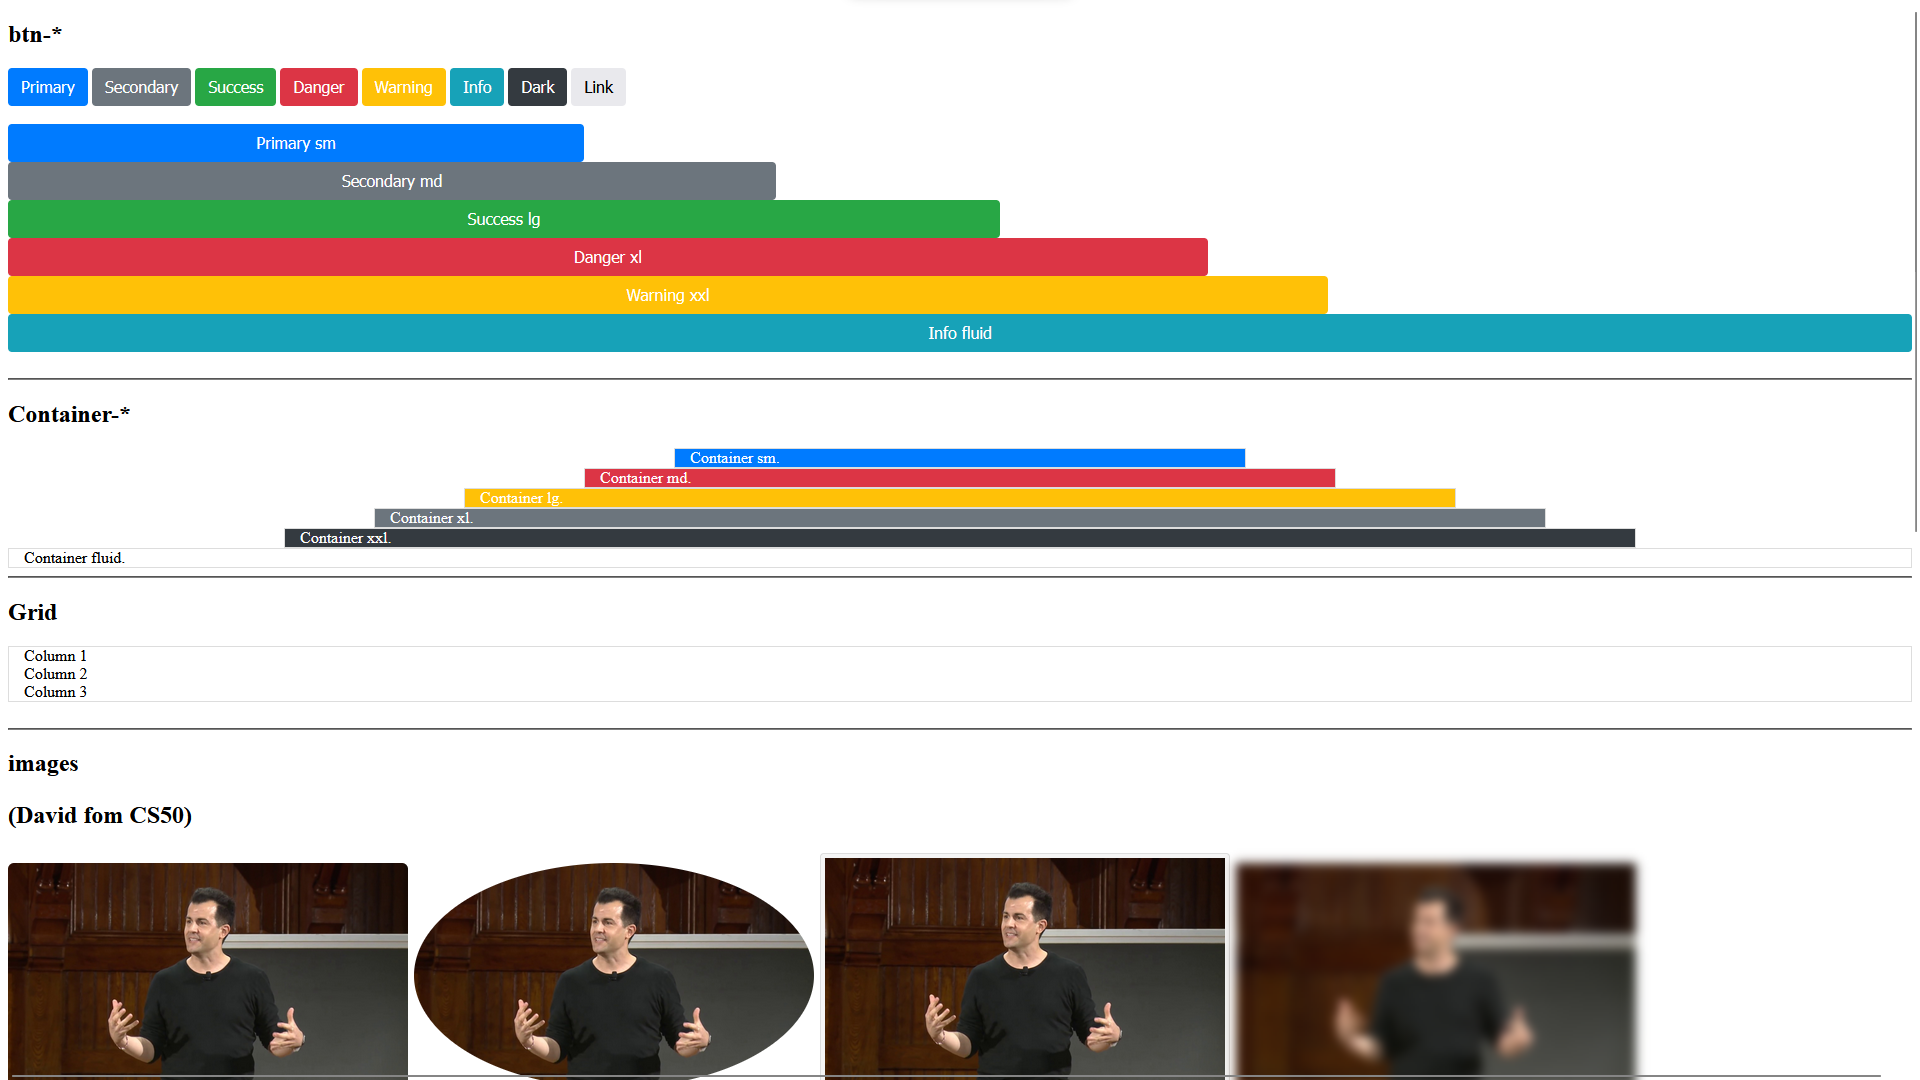 btn-*
Primary Secondary Success Danger Warning Info Dark Link
Primary sm
Secondary md
Success lg
Danger xl
Warning xxl
Info fluid
Container-*
Container sm.
Container md.
Container lg.
Container xl.
Container xxl.
Container fluid.
Grid
Column 1
Column 2
Column 3
images
(David fom CS50)